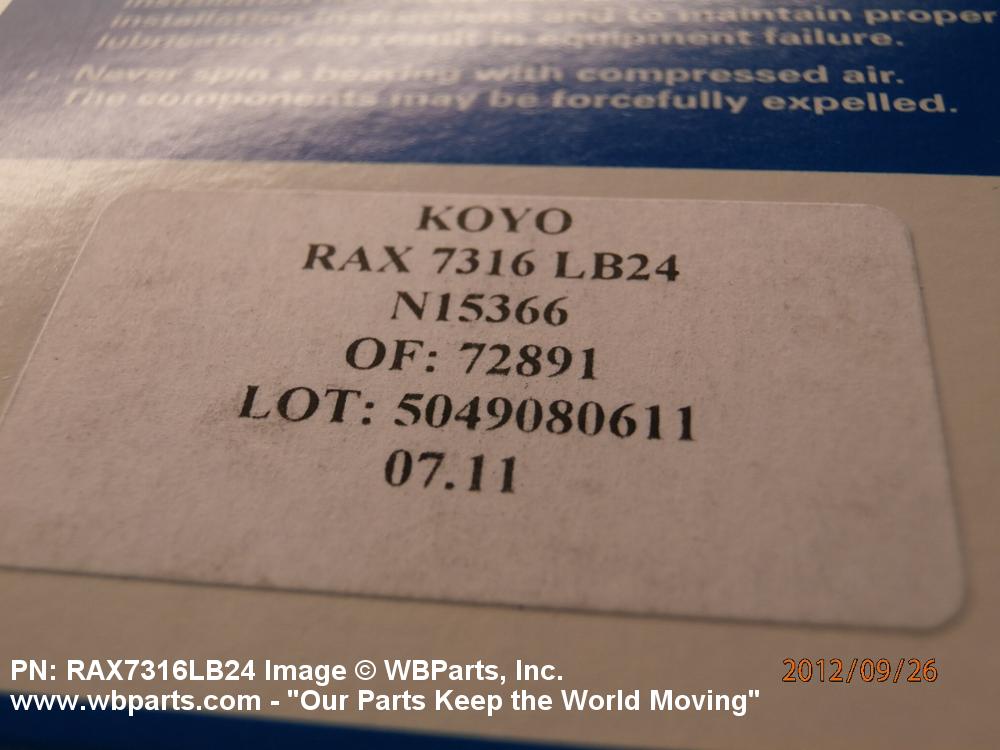 installation
installation instructions and to maintain proper
lubrication can result in equipment failure.
Never spin a bearing with compressed air.
The components may be forcefully expelled.
KOYO
RAX 7316 LB24
N15366
OF: 72891
LOT: 5049080611
07.11
PN: RAX7316LB24 Image © WBParts, Inc.
2012/09/26
www.wbparts.com - "Our Parts Keep the World Moving"